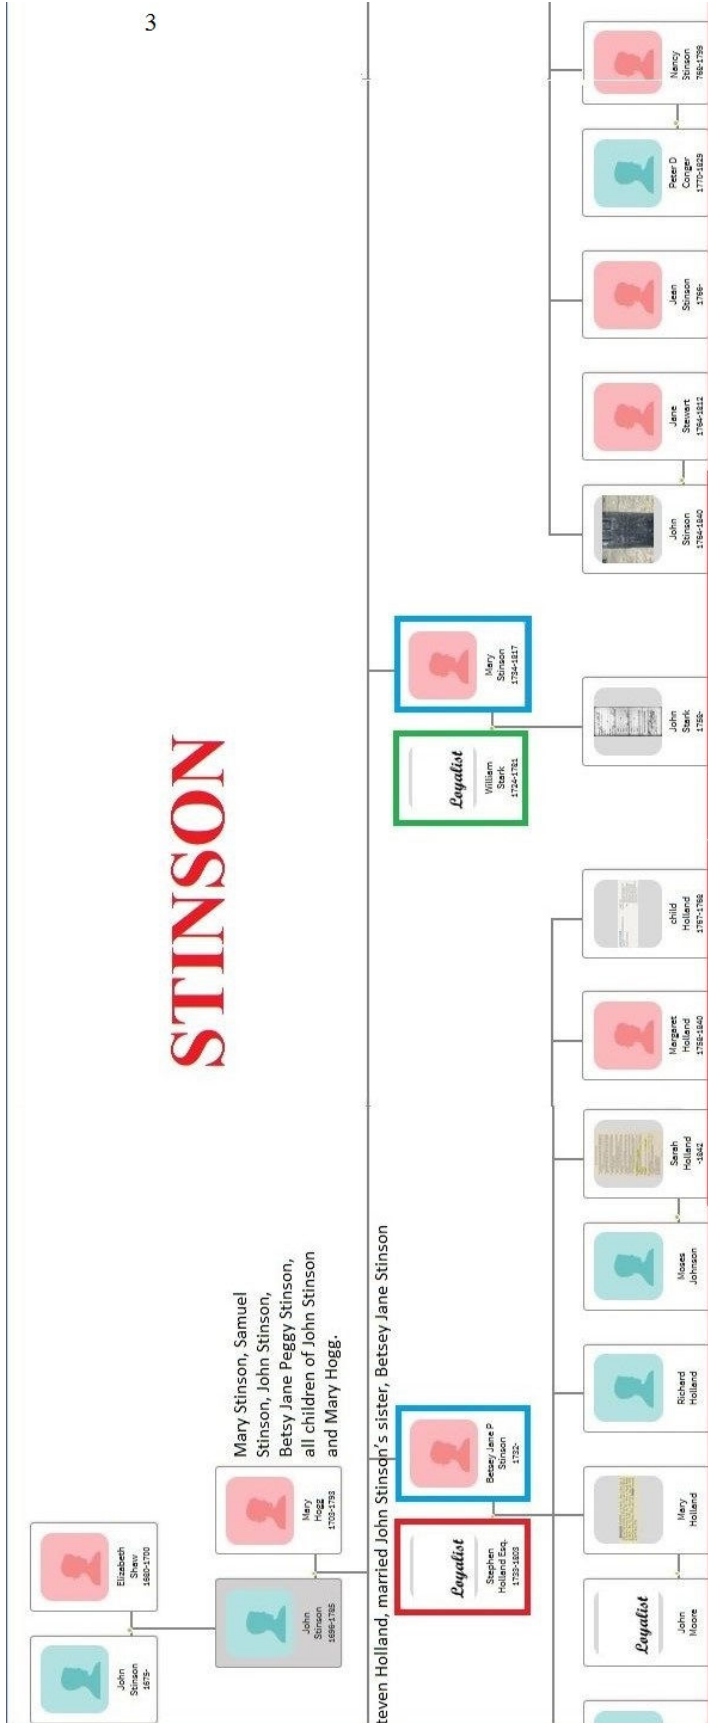 3
STINSON
John
Stinson
1675-
Elizabeth
Shaw
1680-1700
Mary Stinson, Samuel
Stinson, John Stinson,
Betsy Jane Peggy Stinson,
all children of John Stinson
and Mary Hogg.
John
Stinson
1696-1785
Mary
Hogg
1703-1793
teven Holland, married John Stinson's sister, Betsey Jane Stinson
Loyalist
Stephen
Holland Esq.
1733-1803
Betsey Jane P
Stinson
1732-
Loyalist
William
Stark
1724-1781
Mary
Stinson
1734-1817
Loyalist
John
Moore
Mary
Holland
Richard
Holland
Moses
Johnson
Sarah
Holland
-1842
Margaret
Holland
1758-1840
child
Holland
1767-1768
John
Stark
1758-
John
Stinson
1764-1840
Jane
Stewart
1764-1812
Jean
Stinson
1766-
Peter D
Conger
1770-1829
Nancy
Stinson
768-1799